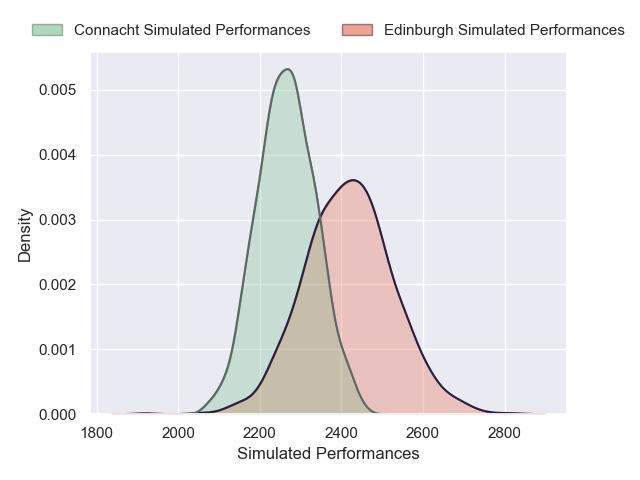 Connacht Simulated Performances
Edinburgh Simulated Performances
0.005
0.004
0.003
0.002
0.001
0.000
Density
1800 2000 2200 2400 2600 2800
Simulated Performances